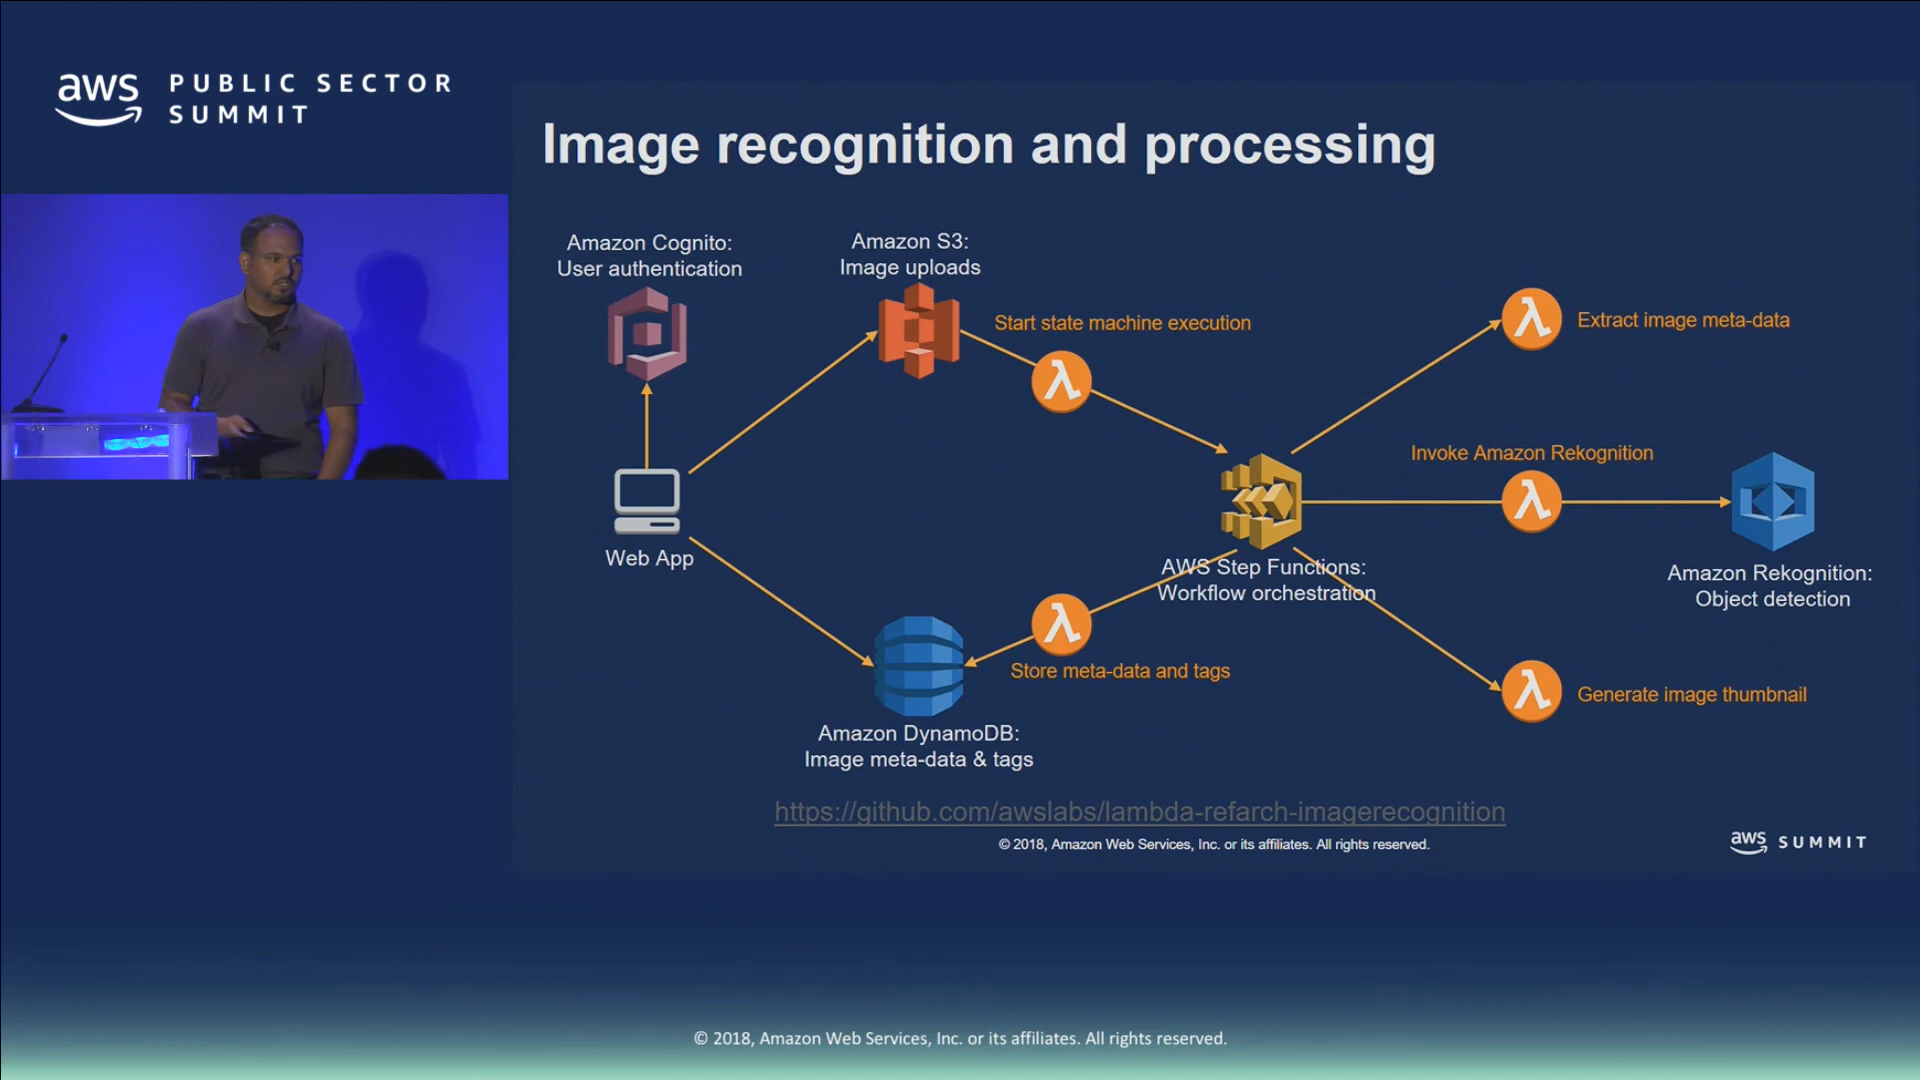 aws PUBLIC SECTOR
SUMMIT
Image recognition and processing
Amazon Cognito:
User authentication
Amazon S3:
Image uploads
Start state machine execution
Extract image meta-data
Invoke Amazon Rekognition
Web App
AWS Step Functions:
Workflow orchestration
Amazon Rekognition:
Object detection
Store meta-data and tags
Generate image thumbnail
Amazon DynamoDB:
Image meta-data & tags
https://github.com/awslabs/lambda-refarch-imagerecognition
© 2018, Amazon Web Services, Inc. or its affiliates. All rights reserved.
aws SUMMIT
© 2018, Amazon Web Services, Inc. or its affiliates. All rights reserved.